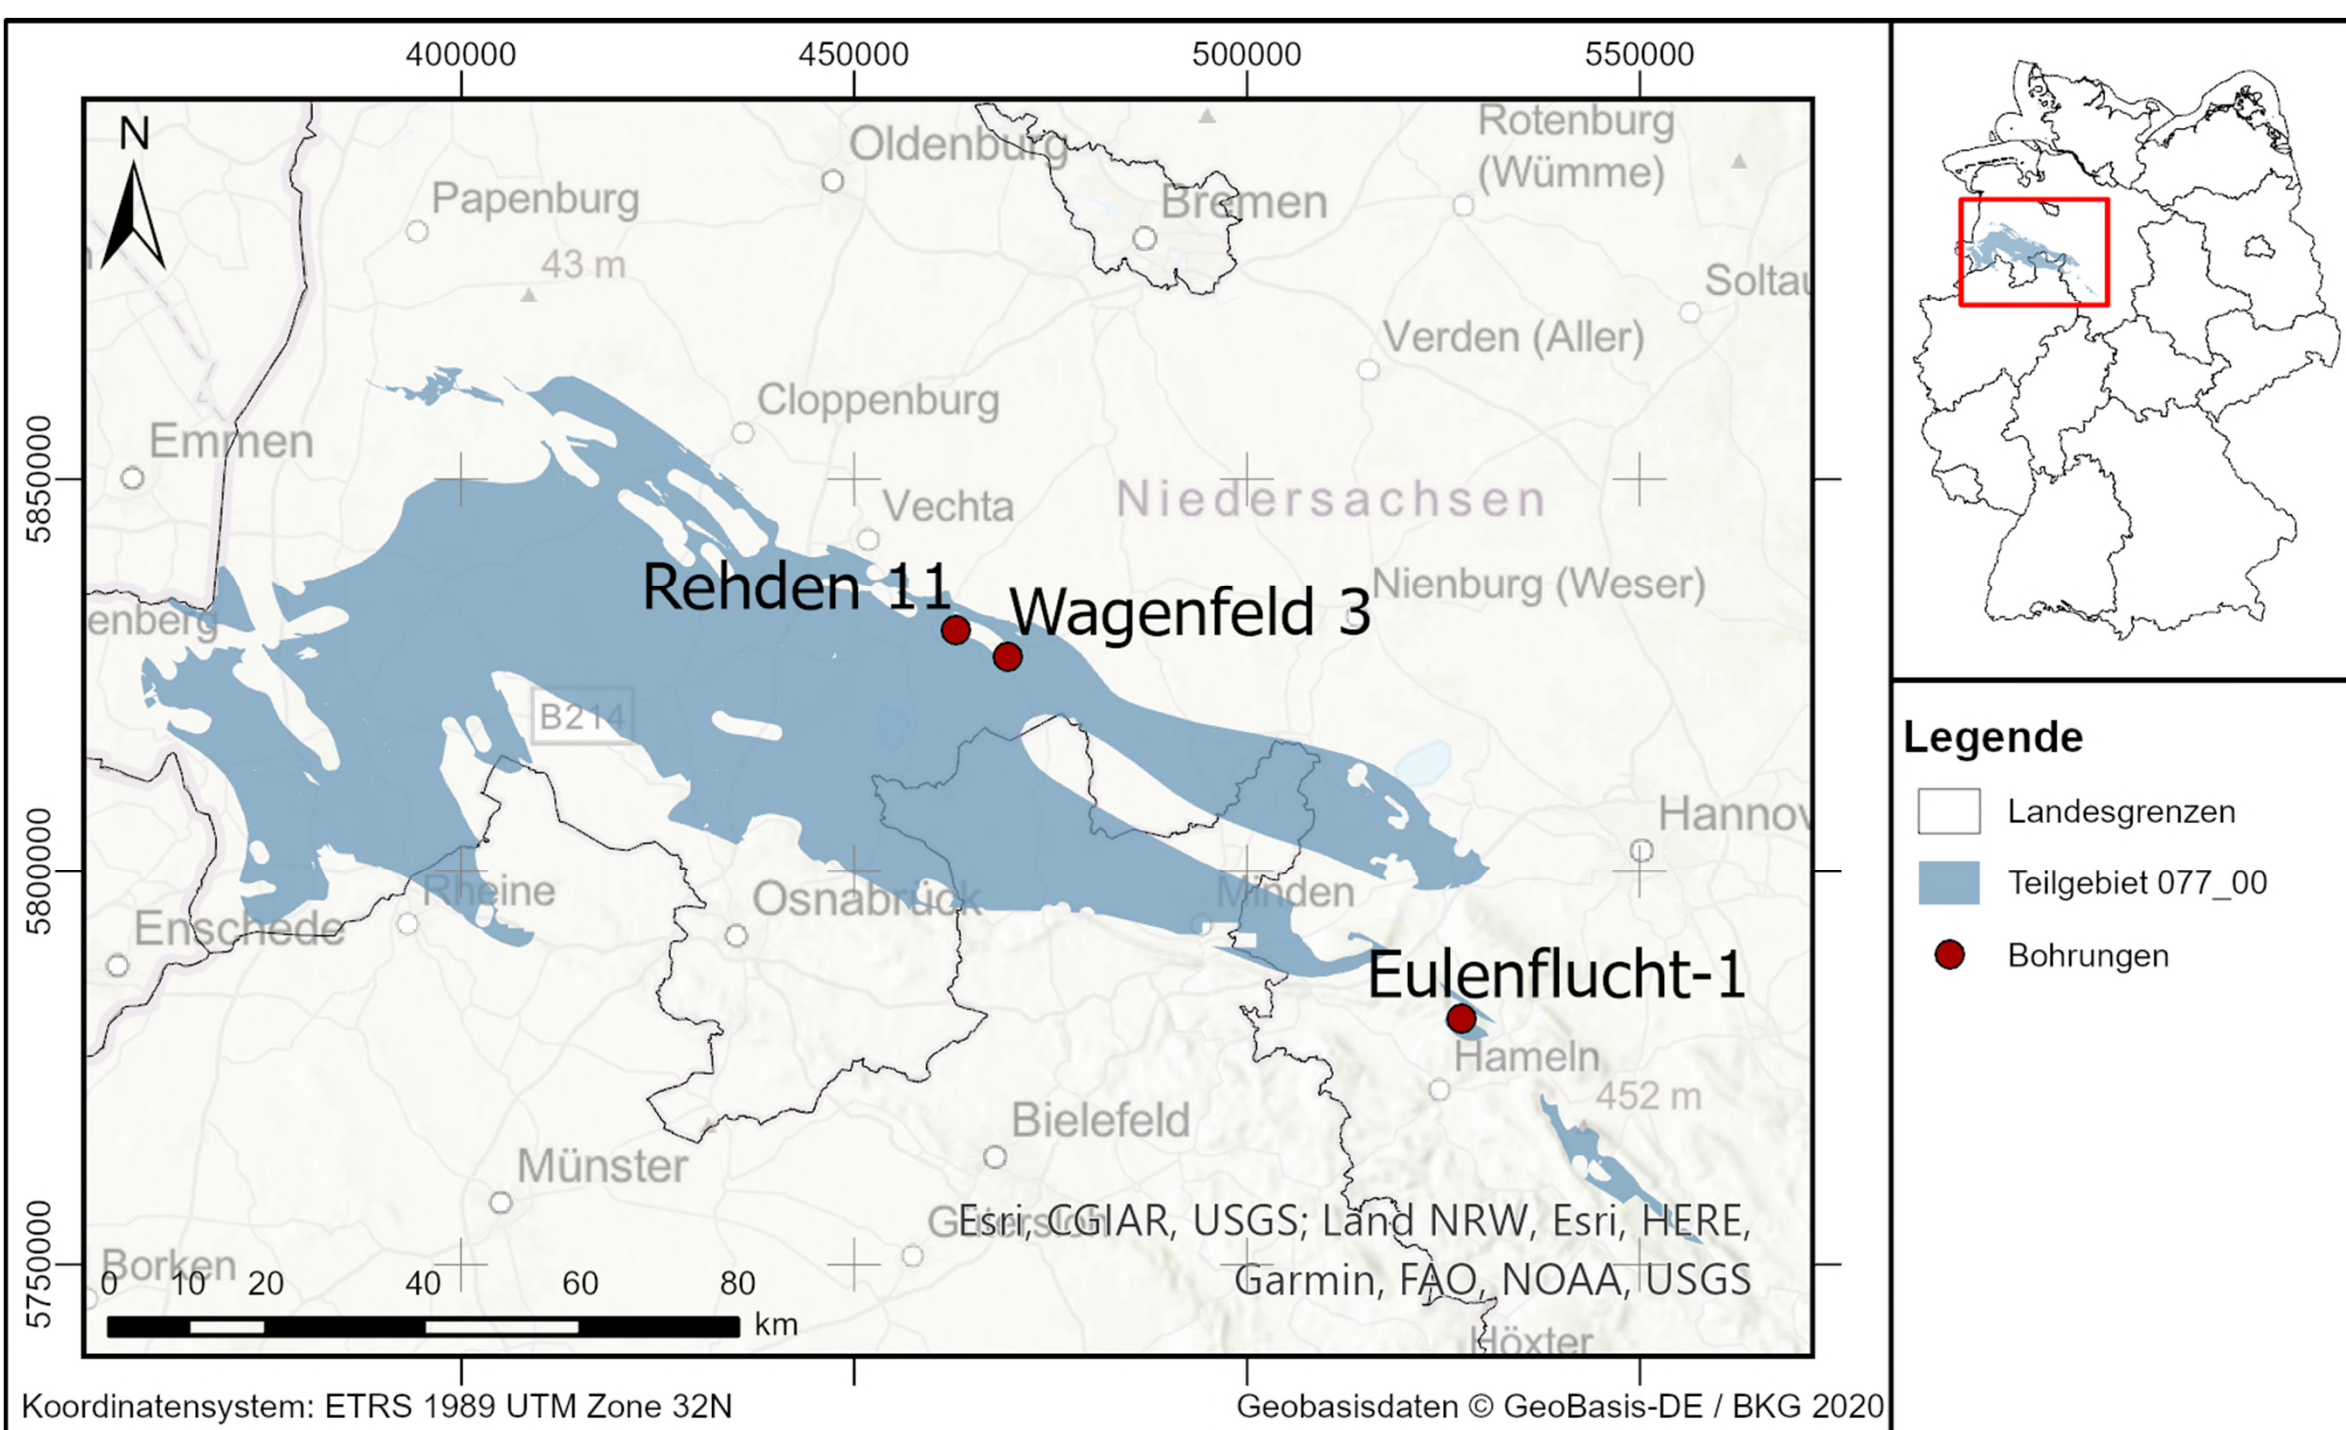 400000
450000
500000
550000
N
Oldenburg
Rotenburg
(Wümme)
Papenburg
Bremen
43 m
Soltau
Verden (Aller)
Cloppenburg
5850000
Emmen
Vechta
Niedersachsen
Rehden 11
Wagenfeld 3
Nienburg (Weser)
enberg
B214
5800000
Hannov
Rheine
Osnabrück
Minden
Enschede
Eulenflucht-1
Hameln
452 m
Bielefeld
Münster
Gütersloh
Esri, CGIAR, USGS; Land NRW, Esri, HERE,
Garmin, FAO, NOAA, USGS
5750000
Borken
0 10 20 40 60 80
km
Höxter
Koordinatensystem: ETRS 1989 UTM Zone 32N
Geobasisdaten © GeoBasis-DE / BKG 2020
Legende
Landesgrenzen
Teilgebiet 077_00
Bohrungen